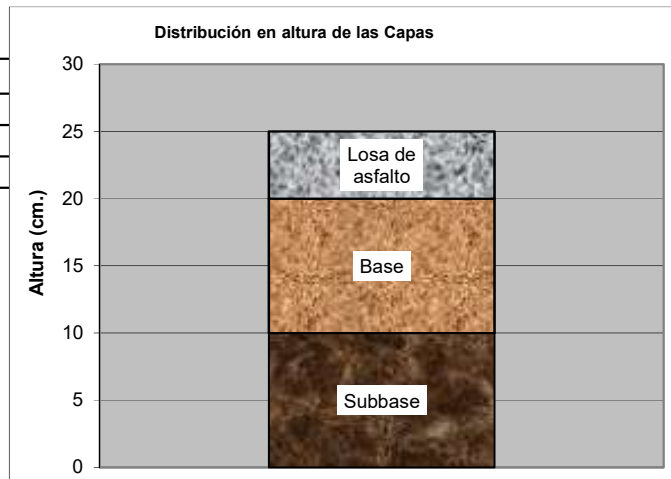 Distribución en altura de las Capas
Altura (cm.)
30
25
20
15
10
5
0
Losa de
asfalto
Base
Subbase